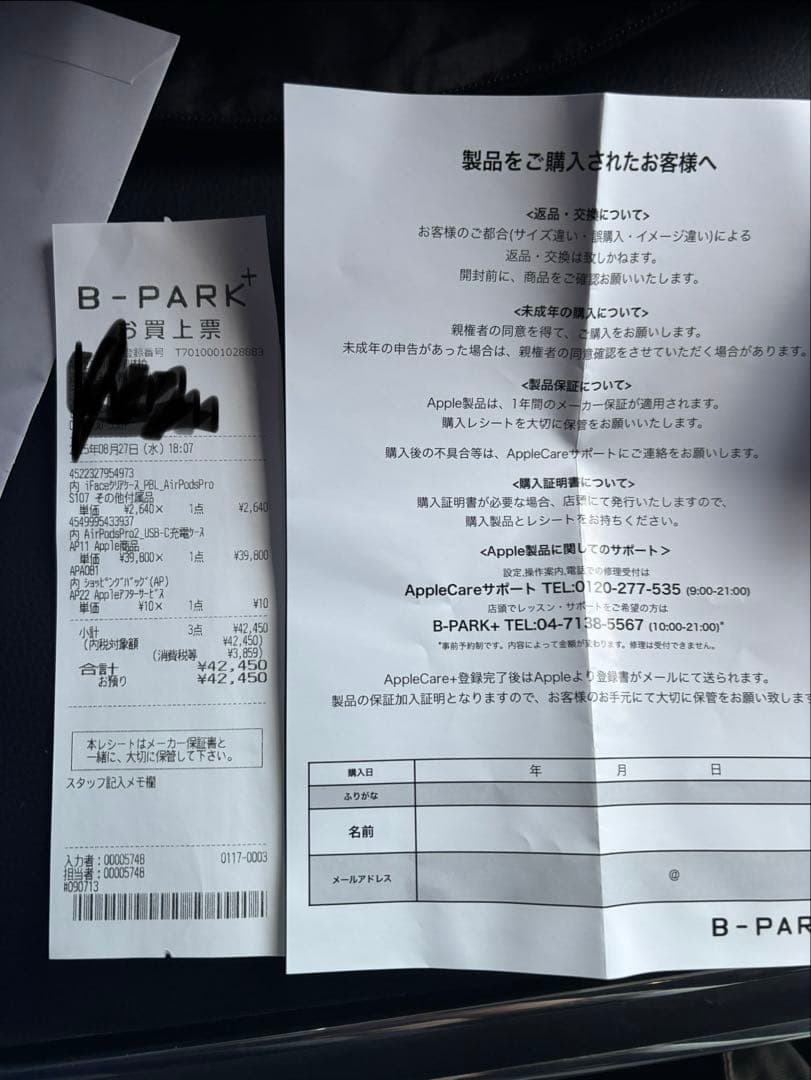 B-PARK+
お買上票
登録番号 T7010001028883
年08月27日(水) 18:07
4522327954973
内 iFaceクリアケース_PBL_AirPodsPro
S107 その他付属品
単価 ¥2,640× 1点 ¥2,640
4549995433937
内 AirPodsPro2_USB-C充電ケース
AP11 Apple商品
単価 ¥39,800× 1点 ¥39,800
APA081
内 ショッピングバッグ(AP)
AP22 Appleアフターサービス
単価 ¥10× 1点 ¥10
小計 3点 ¥42,450
(内税対象額 ¥42,450)
(消費税等 ¥3,859)
合計 ¥42,450
お預り ¥42,450
本レシートはメーカー保証書と
一緒に、大切に保管して下さい。
スタッフ記入メモ欄
入力者:00005748 0117-0003
担当者:00005748
#090713
製品をご購入されたお客様へ
<返品・交換について>
お客様のご都合(サイズ違い・誤購入・イメージ違い)による
返品・交換は致しかねます。
開封前に、商品をご確認お願いいたします。
<未成年の購入について>
親権者の同意を得て、ご購入をお願いします。
未成年の申告があった場合は、親権者の同意確認をさせていただく場合があります。
<製品保証について>
Apple製品は、1年間のメーカー保証が適用されます。
購入レシートを大切に保管をお願いいたします。
購入後の不具合等は、AppleCareサポートにご連絡をお願いします。
<購入証明書について>
購入証明書が必要な場合、店頭にて発行いたしますので、
購入製品とレシートをお持ちください。
<Apple製品に関してのサポート>
設定,操作案内,電話での修理受付は
AppleCareサポート TEL:0120-277-535 (9:00-21:00)
店頭でレッスン・サポートをご希望の方は
B-PARK+ TEL:04-7138-5567 (10:00-21:00)*
*事前予約制です。内容によって金額が変わります。修理は受付できません。
AppleCare+登録完了後はAppleより登録書がメールにて送られます。
製品の保証加入証明となりますので、お客様のお手元にて大切に保管をお願い致します
購入日 年 月 日
ふりがな
名前
メールアドレス @
B-PAR